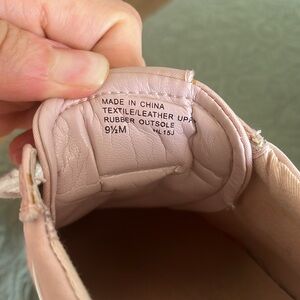 MADE IN CHINA
TEXTILE/LEATHER UPP
RUBBER OUTSOLE
9½M